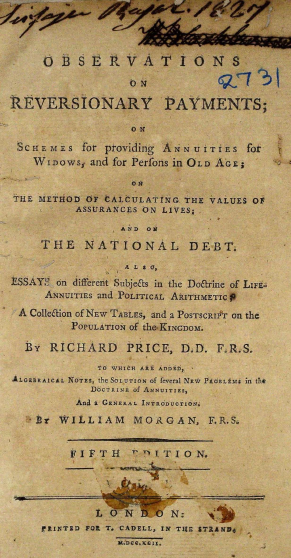 1827
2731
OBSERVATIONS
ON
REVERSIONARY PAYMENTS;
ON
SCHEMES for providing ANNUITIES for
WIDOWS, and for Perſons in OLD AGE;
ON
THE METHOD OF CALCULATING THE VALUES OF
ASSURANCES ON LIVES;
AND ON
THE NATIONAL DEBT.
ALSO,
ESSAYS on different Subjects in the Doctrine of LIFE-
ANNUITIES and POLITICAL ARITHMETIC;
A Collection of NEW TABLES, and a POSTSCRIPT on the
POPULATION of the KINGDOM.
By RICHARD PRICE, D.D. F.R.S.
TO WHICH ARE ADDED,
ALGEBRAICAL NOTES, the SOLUTION of ſeveral NEW PROBLEMS in the
DOCTRINE OF ANNUITIES,
And a GENERAL INTRODUCTION,
By WILLIAM MORGAN, F.R.S.
FIFTH EDITION.
LONDON:
PRINTED FOR T. CADELL, IN THE STRAND.
M.DCC.XCII.